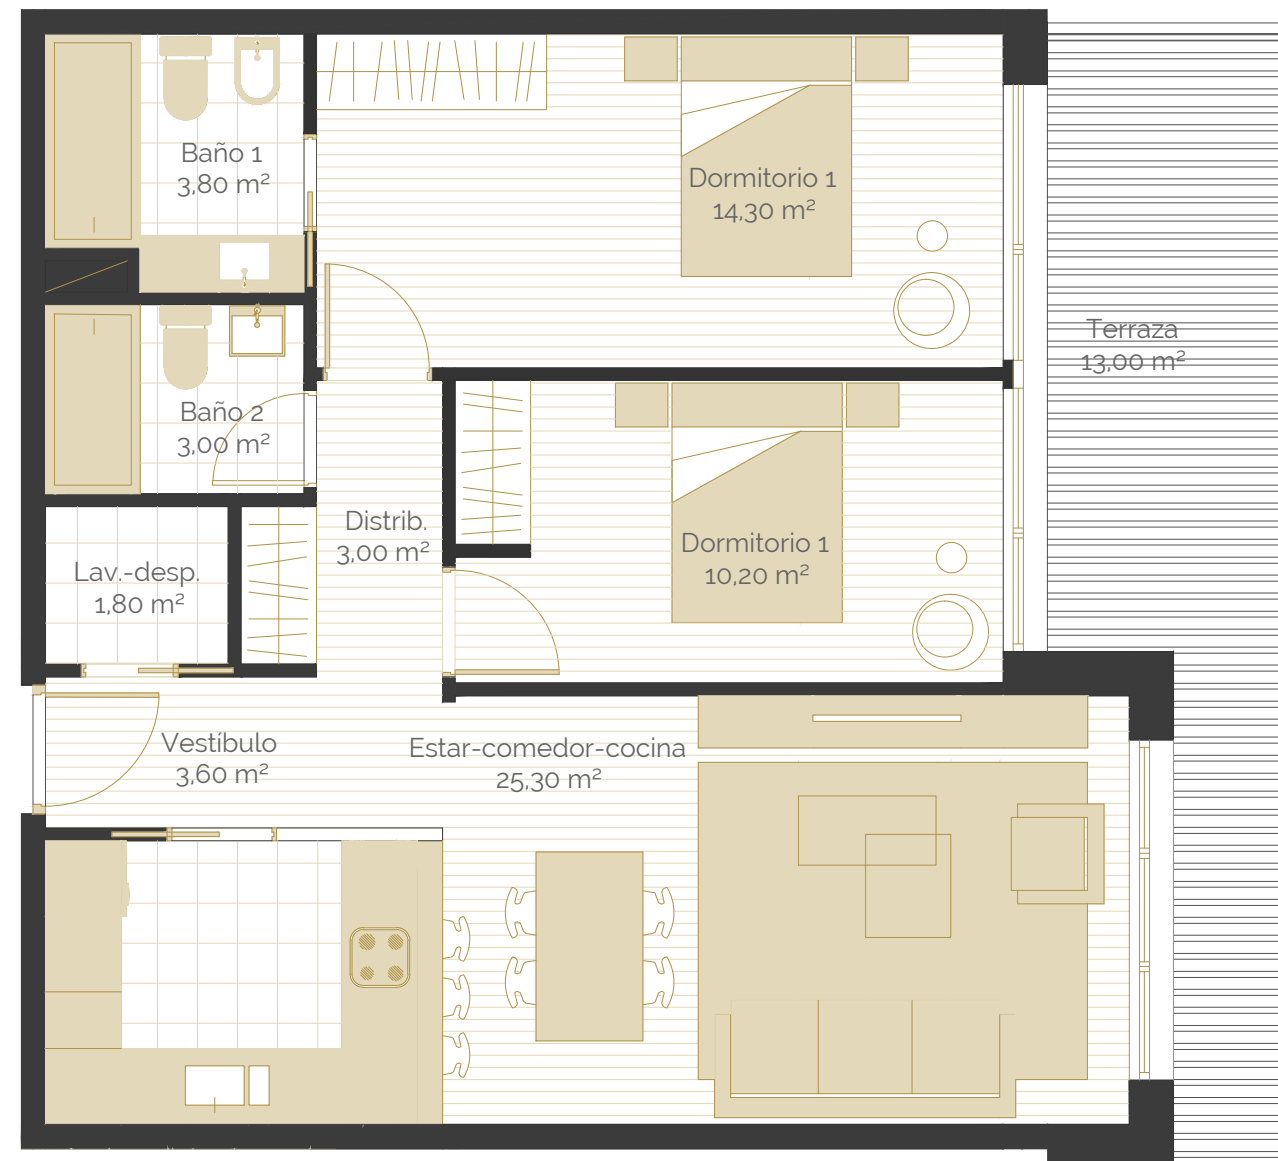 Baño 1
3,80 m²
Dormitorio 1
14,30 m²
Terraza
13,00 m²
Baño 2
3,00 m²
Distrib.
3,00 m²
Dormitorio 1
10,20 m²
Lav.-desp.
1,80 m²
Vestíbulo
3,60 m²
Estar-comedor-cocina
25,30 m²